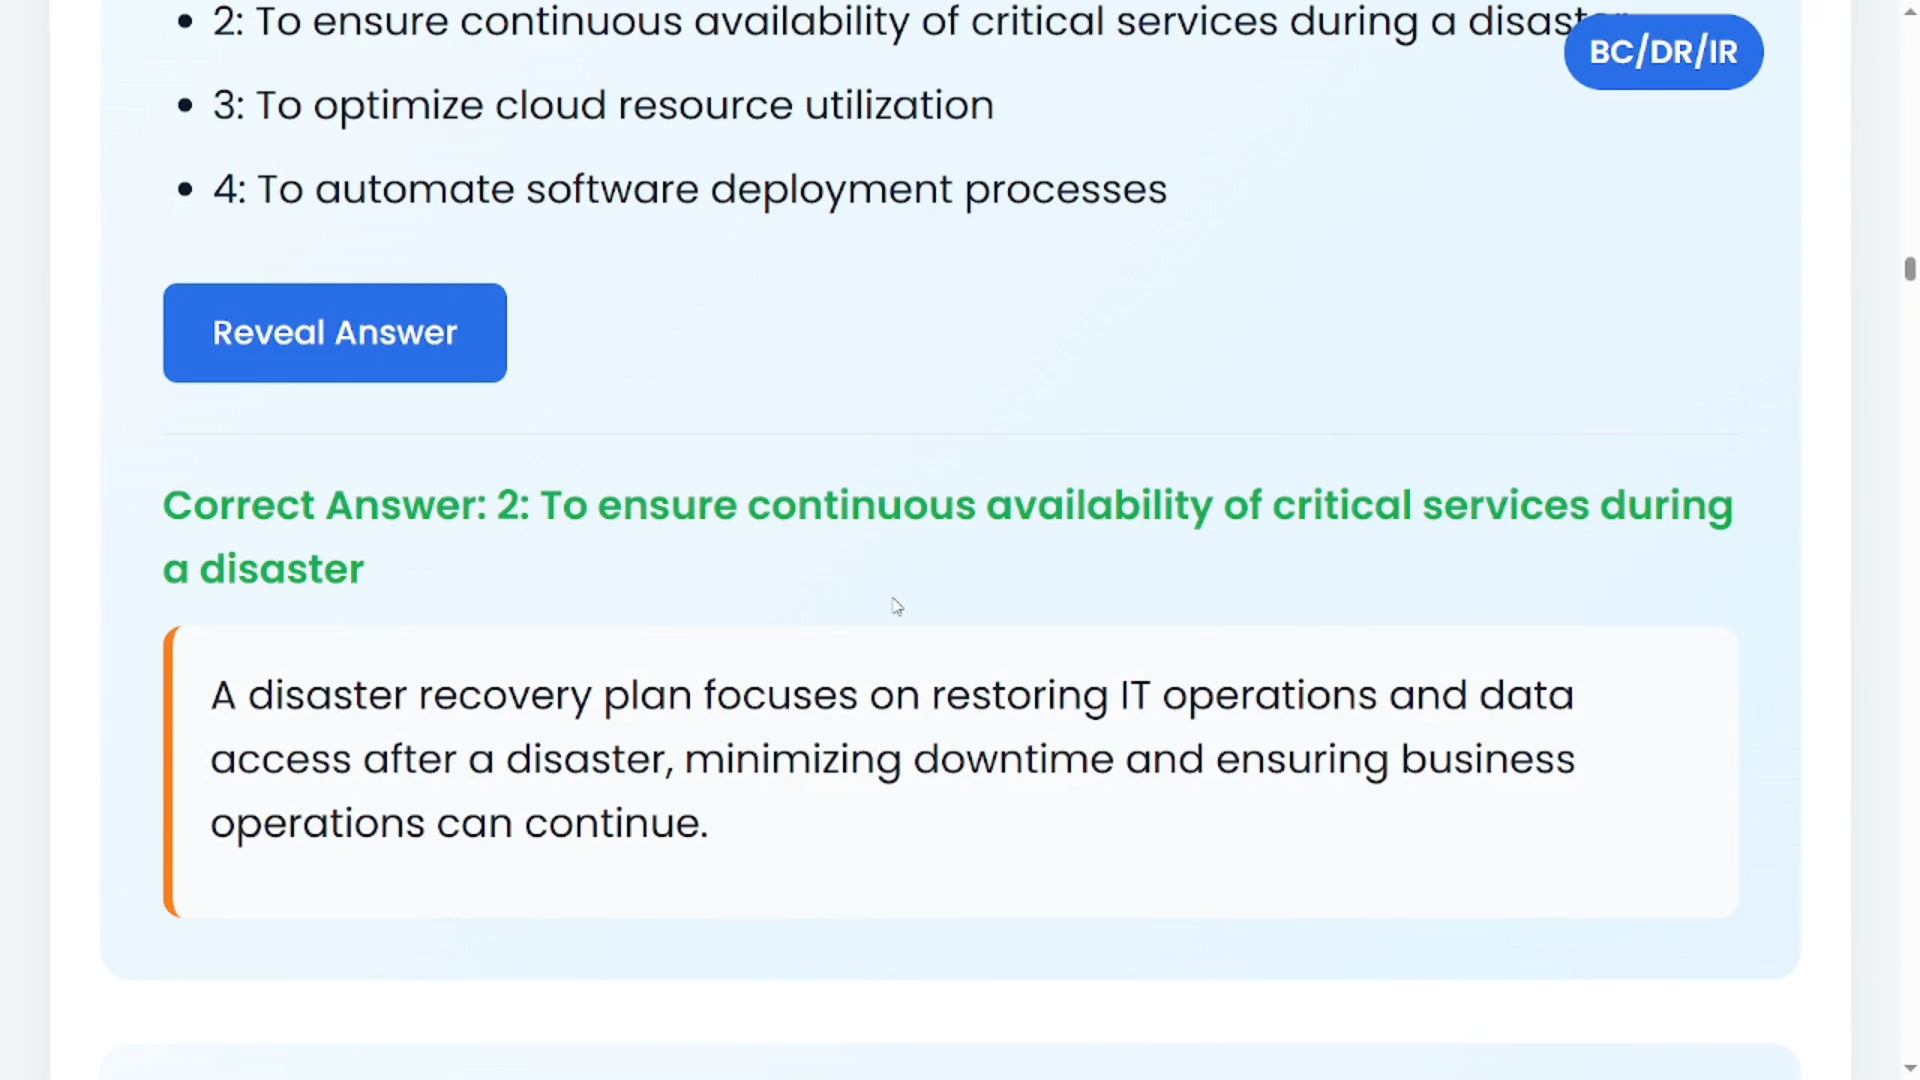 2: To ensure continuous availability of critical services during a disaster
BC/DR/IR
3: To optimize cloud resource utilization
4: To automate software deployment processes
Reveal Answer
Correct Answer: 2: To ensure continuous availability of critical services during
a disaster
A disaster recovery plan focuses on restoring IT operations and data
access after a disaster, minimizing downtime and ensuring business
operations can continue.